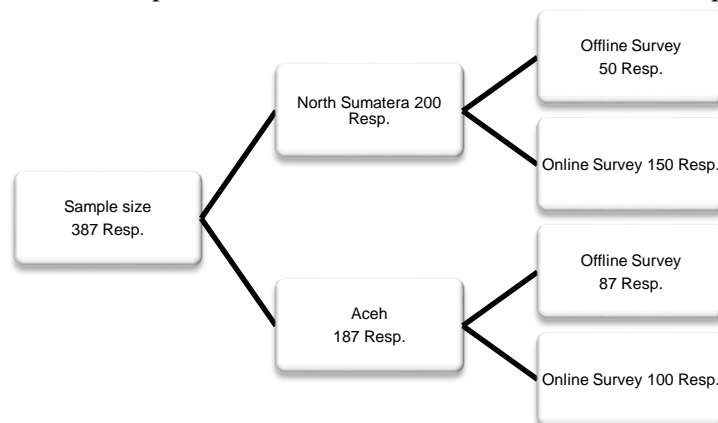 Sample size
387 Resp.
North Sumatera 200
Resp.
Aceh
187 Resp.
Offline Survey
50 Resp.
Online Survey 150 Resp.
Offline Survey
87 Resp.
Online Survey 100 Resp.